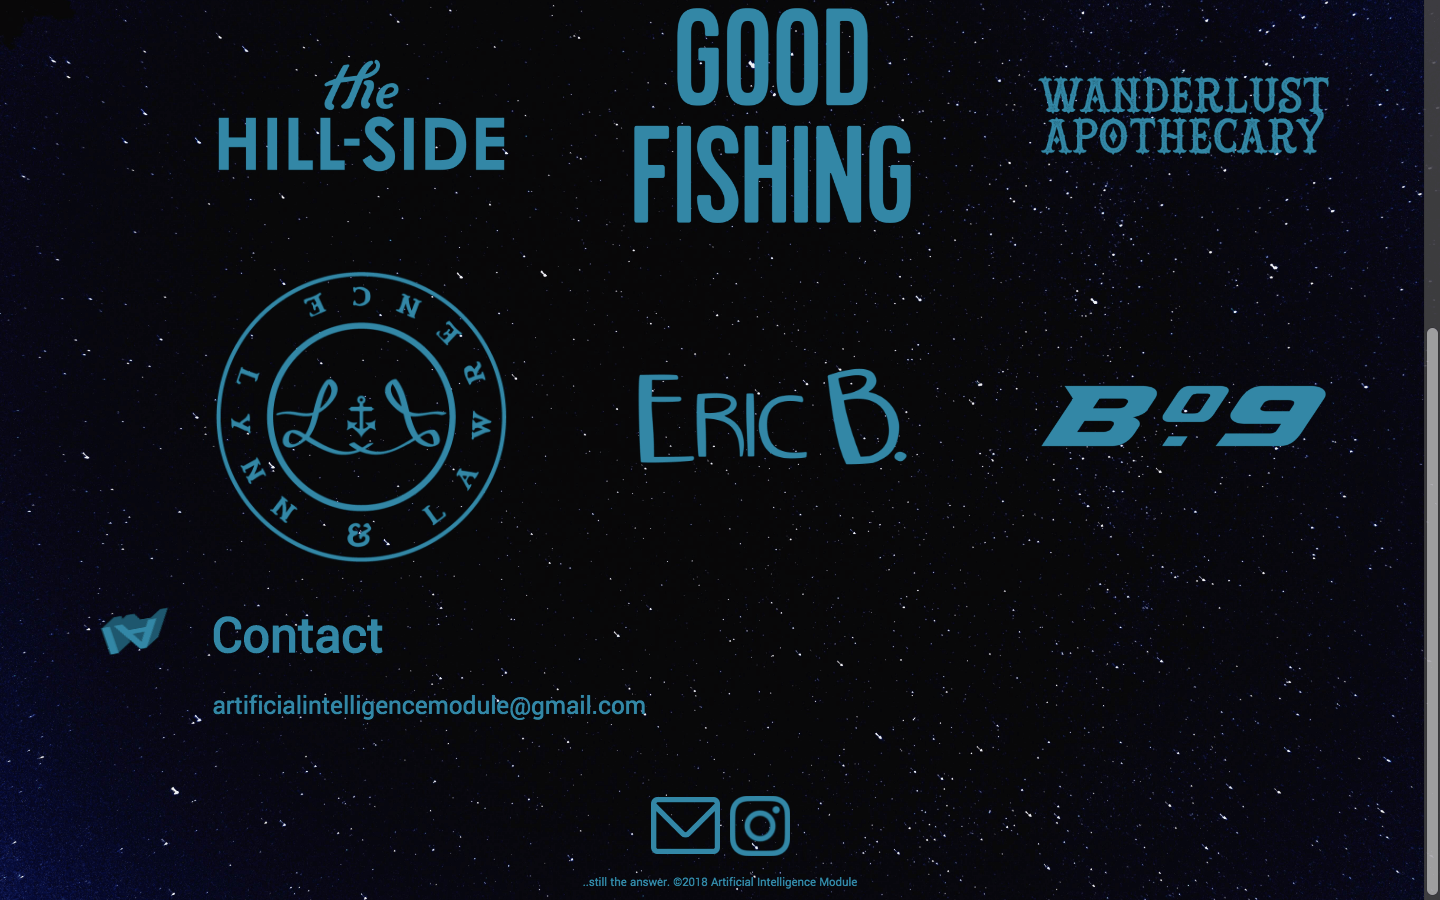 the
HILL-SIDE
GOOD
FISHING
WANDERLUST
APOTHECARY
LYNN & LAWRENCE
ERIC B.
Bo9
Contact
artificialintelligencemodule@gmail.com
..still the answer. ©2018 Artificial Intelligence Module